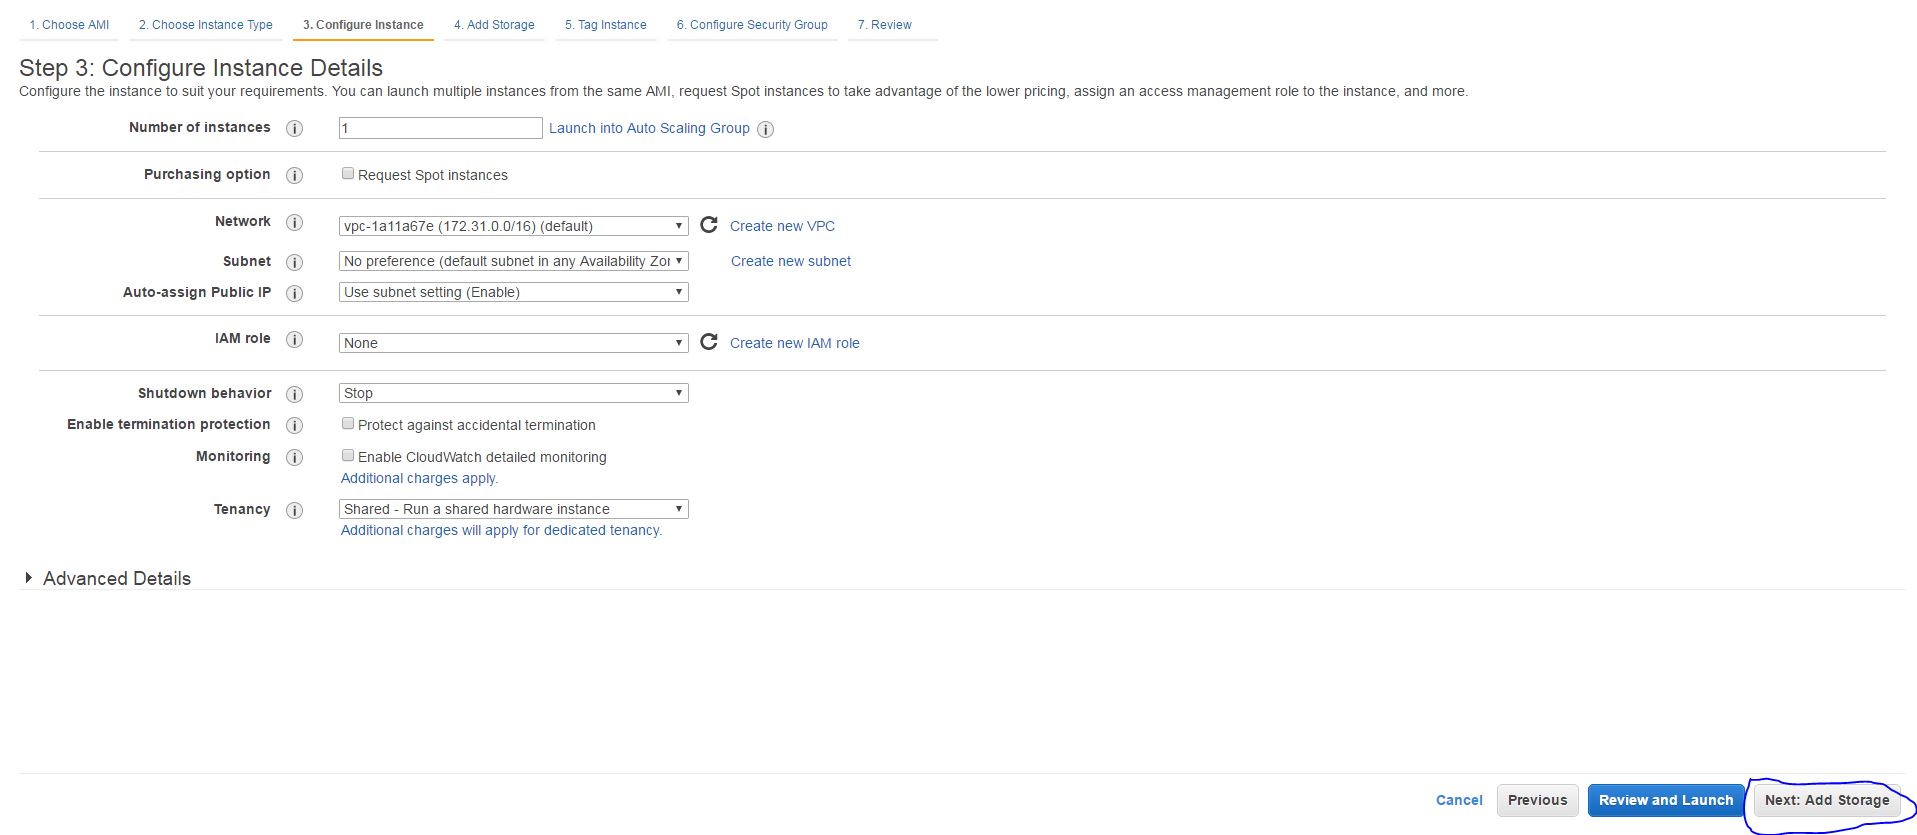 1. Choose AMI 2. Choose Instance Type 3. Configure Instance 4. Add Storage 5. Tag Instance 6. Configure Security Group 7. Review
Step 3: Configure Instance Details
Configure the instance to suit your requirements. You can launch multiple instances from the same AMI, request Spot instances to take advantage of the lower pricing, assign an access management role to the instance, and more.
Number of instances i 1 Launch into Auto Scaling Group i
Purchasing option i Request Spot instances
Network i vpc-1a11a67e (172.31.0.0/16) (default) Create new VPC
Subnet i No preference (default subnet in any Availability Zor Create new subnet
Auto-assign Public IP i Use subnet setting (Enable)
IAM role i None Create new IAM role
Shutdown behavior i Stop
Enable termination protection i Protect against accidental termination
Monitoring i Enable CloudWatch detailed monitoring
Additional charges apply.
Tenancy i Shared - Run a shared hardware instance
Additional charges will apply for dedicated tenancy.
Advanced Details
Cancel Previous Review and Launch Next: Add Storage